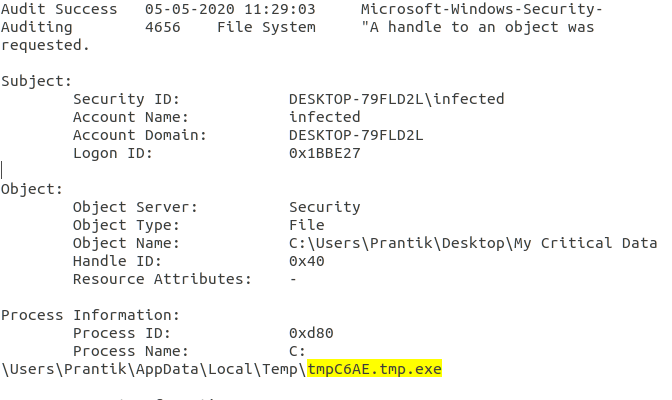 Audit Success   05-05-2020 11:29:03     Microsoft-Windows-Security-
Auditing        4656    File System     "A handle to an object was
requested.
Subject:
        Security ID:            DESKTOP-79FLD2L\infected
        Account Name:           infected
        Account Domain:         DESKTOP-79FLD2L
        Logon ID:               0x1BBE27
Object:
        Object Server:          Security
        Object Type:            File
        Object Name:            C:\Users\Prantik\Desktop\My Critical Data
        Handle ID:              0x40
        Resource Attributes:    -
Process Information:
        Process ID:             0xd80
        Process Name:           C:
\Users\Prantik\AppData\Local\Temp\tmpC6AE.tmp.exe